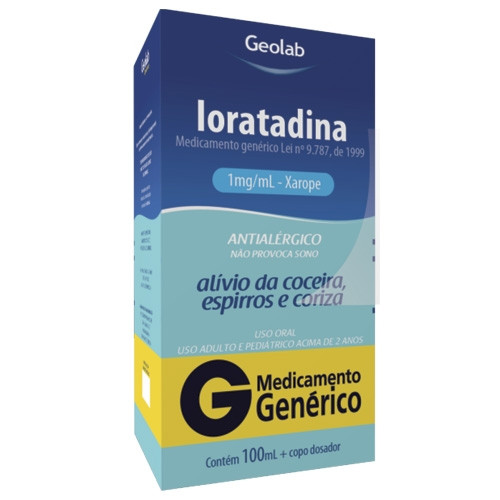 Geolab
loratadina
Medicamento genérico Lei nº 9.787, de 1999
1mg/mL - Xarope
ANTIALÉRGICO
NÃO PROVOCA SONO
alívio da coceira,
espirros e coriza
USO ORAL
USO ADULTO E PEDIÁTRICO ACIMA DE 2 ANOS
G Medicamento
Genérico
Contém 100mL + copo dosador